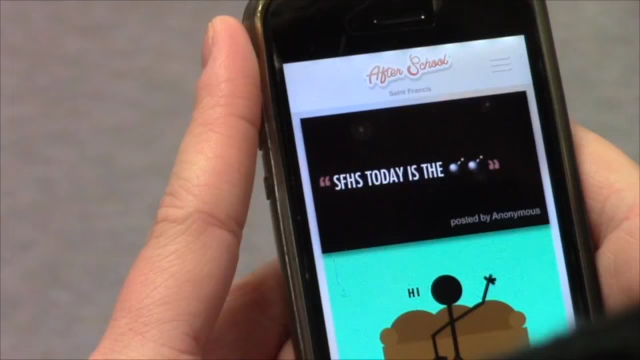 After School
Saint Francis
“ SFHS TODAY IS THE 💣 💣 ”
posted by Anonymous
HI